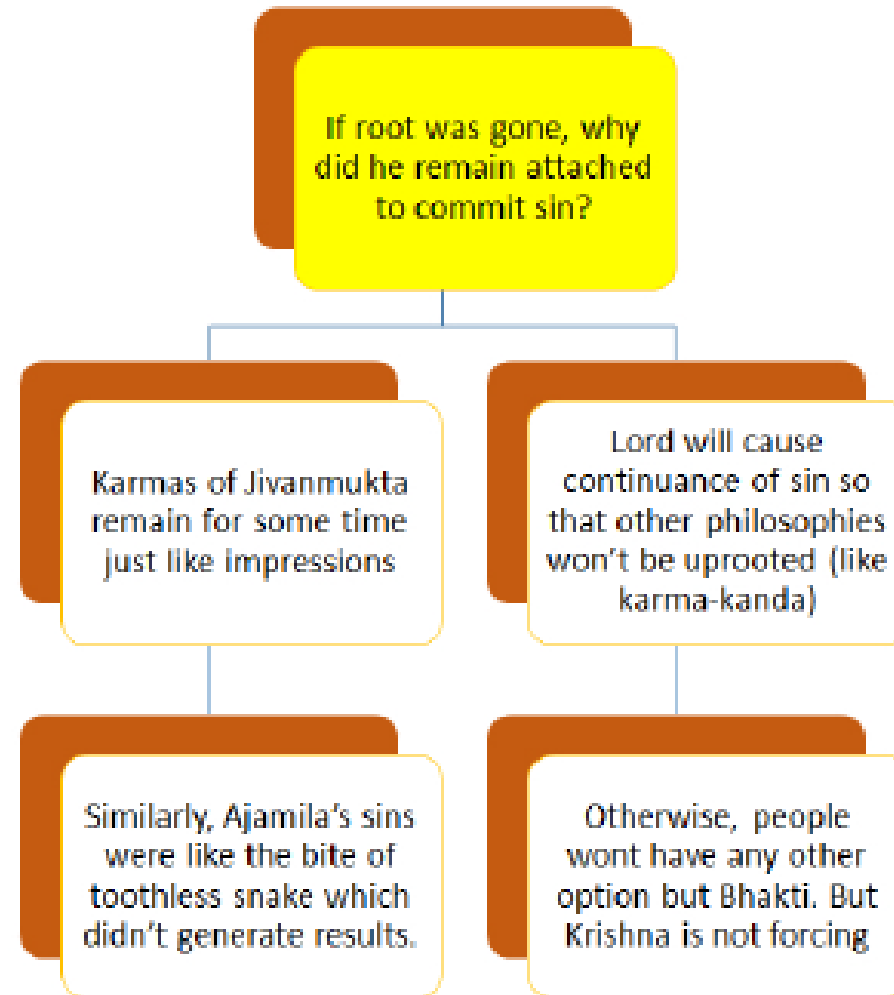 If root was gone, why
did he remain attached
to commit sin?
Karmas of Jivanmukta
remain for some time
just like impressions
Similarly, Ajamila's sins
were like the bite of
toothless snake which
didn't generate results.
Lord will cause
continuance of sin so
that other philosophies
won't be uprooted (like
karma-kanda)
Otherwise, people
wont have any other
option but Bhakti. But
Krishna is not forcing